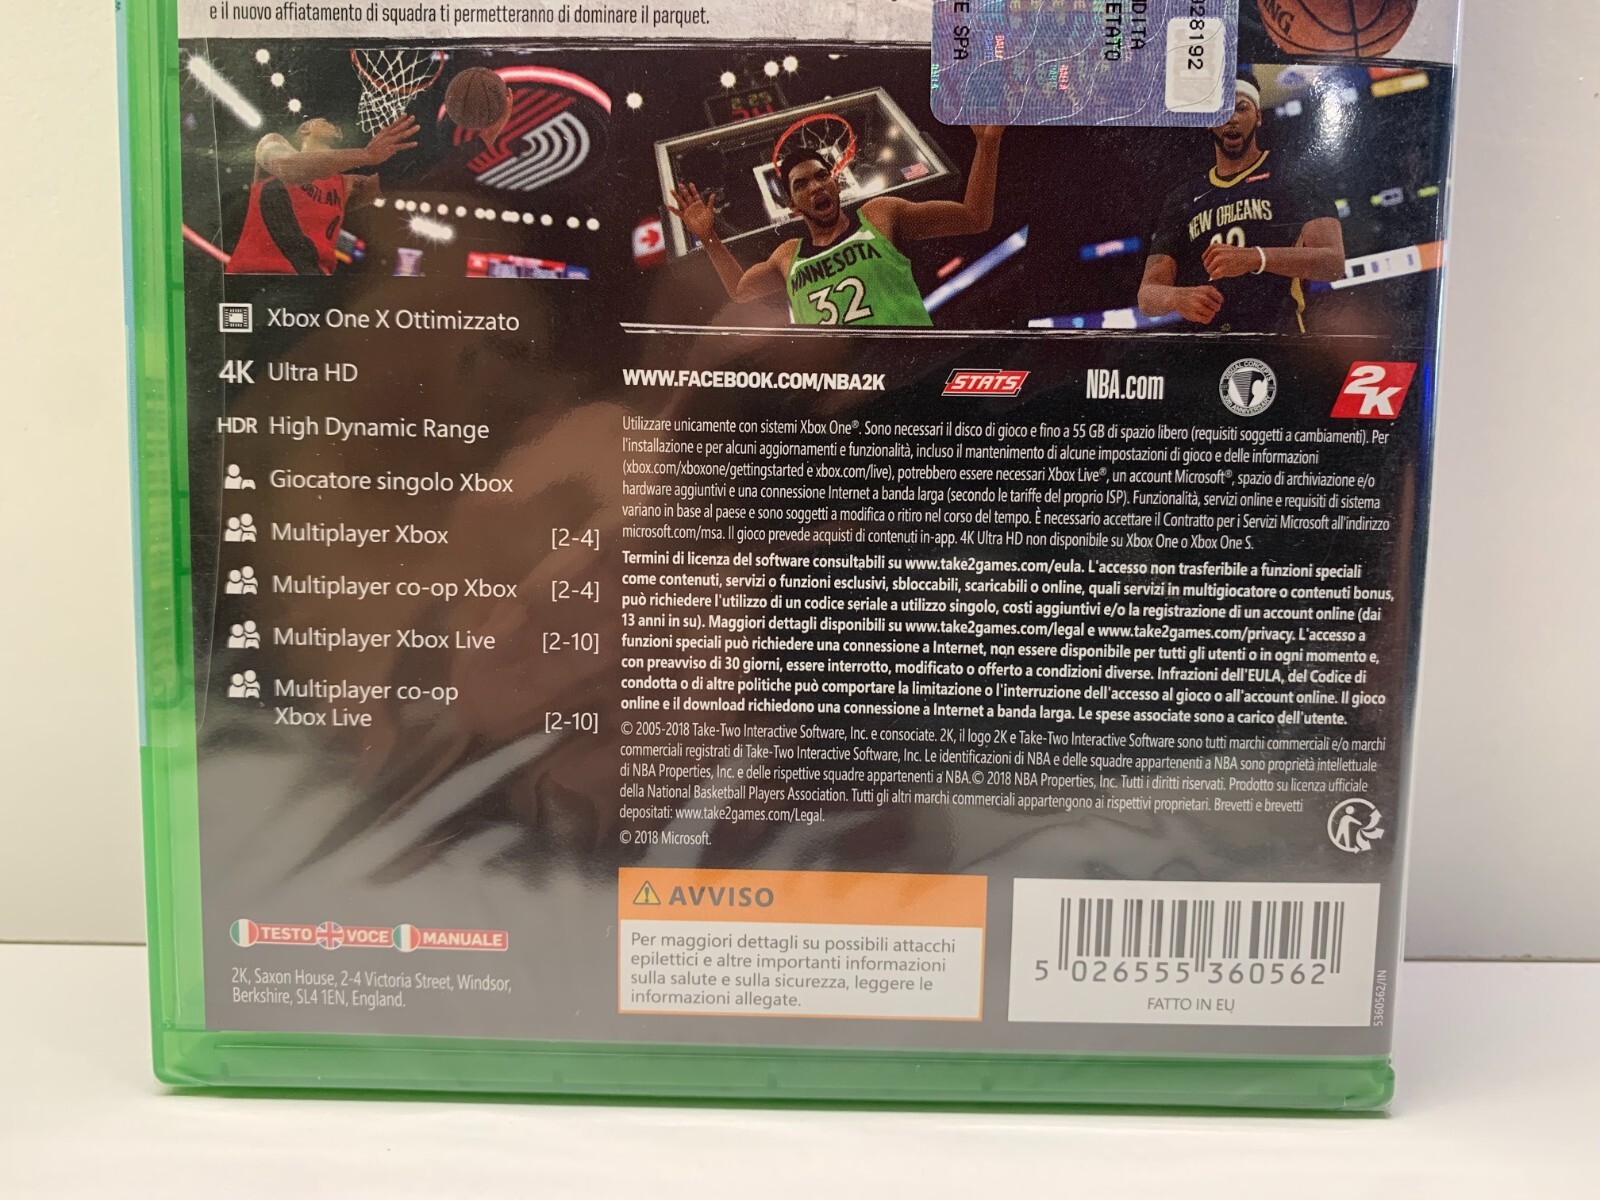 e il nuovo affiatamento di squadra ti permetteranno di dominare il parquet.
E SPA
ETATO
DITA
028192
MINNESOTA
32
NEW ORLEANS
Xbox One X Ottimizzato
4K Ultra HD
HDR High Dynamic Range
Giocatore singolo Xbox
Multiplayer Xbox [2-4]
Multiplayer co-op Xbox [2-4]
Multiplayer Xbox Live [2-10]
Multiplayer co-op
Xbox Live [2-10]
WWW.FACEBOOK.COM/NBA2K STATS NBA.com 2K
Utilizzare unicamente con sistemi Xbox One®. Sono necessari il disco di gioco e fino a 55 GB di spazio libero (requisiti soggetti a cambiamenti). Per
l'installazione e per alcuni aggiornamenti e funzionalità, incluso il mantenimento di alcune impostazioni di gioco e delle informazioni
(xbox.com/xboxone/gettingstarted e xbox.com/live), potrebbero essere necessari Xbox Live®, un account Microsoft®, spazio di archiviazione e/o
hardware aggiuntivi e una connessione Internet a banda larga (secondo le tariffe del proprio ISP). Funzionalità, servizi online e requisiti di sistema
variano in base al paese e sono soggetti a modifica o ritiro nel corso del tempo. È necessario accettare il Contratto per i Servizi Microsoft all'indirizzo
microsoft.com/msa. Il gioco prevede acquisti di contenuti in-app. 4K Ultra HD non disponibile su Xbox One o Xbox One S.
Termini di licenza del software consultabili su www.take2games.com/eula. L'accesso non trasferibile a funzioni speciali
come contenuti, servizi o funzioni esclusivi, sbloccabili, scaricabili o online, quali servizi in multigiocatore o contenuti bonus,
può richiedere l'utilizzo di un codice seriale a utilizzo singolo, costi aggiuntivi e/o la registrazione di un account online (dai
13 anni in su). Maggiori dettagli disponibili su www.take2games.com/legal e www.take2games.com/privacy. L'accesso a
funzioni speciali può richiedere una connessione a Internet, non essere disponibile per tutti gli utenti o in ogni momento e,
con preavviso di 30 giorni, essere interrotto, modificato o offerto a condizioni diverse. Infrazioni dell'EULA, del Codice di
condotta o di altre politiche può comportare la limitazione o l'interruzione dell'accesso al gioco o all'account online. Il gioco
online e il download richiedono una connessione a Internet a banda larga. Le spese associate sono a carico dell'utente.
© 2005-2018 Take-Two Interactive Software, Inc. e consociate. 2K, il logo 2K e Take-Two Interactive Software sono tutti marchi commerciali e/o marchi
commerciali registrati di Take-Two Interactive Software, Inc. Le identificazioni di NBA e delle squadre appartenenti a NBA sono proprietà intellettuale
di NBA Properties, Inc. e delle rispettive squadre appartenenti a NBA.© 2018 NBA Properties, Inc. Tutti i diritti riservati. Prodotto su licenza ufficiale
della National Basketball Players Association. Tutti gli altri marchi commerciali appartengono ai rispettivi proprietari. Brevetti e brevetti
depositati: www.take2games.com/Legal.
© 2018 Microsoft.
TESTO VOCE MANUALE
2K, Saxon House, 2-4 Victoria Street, Windsor,
Berkshire, SL4 1EN, England.
AVVISO
Per maggiori dettagli su possibili attacchi
epilettici e altre importanti informazioni
sulla salute e sulla sicurezza, leggere le
informazioni allegate.
5 026555 360562
FATTO IN EU
5360562/IN